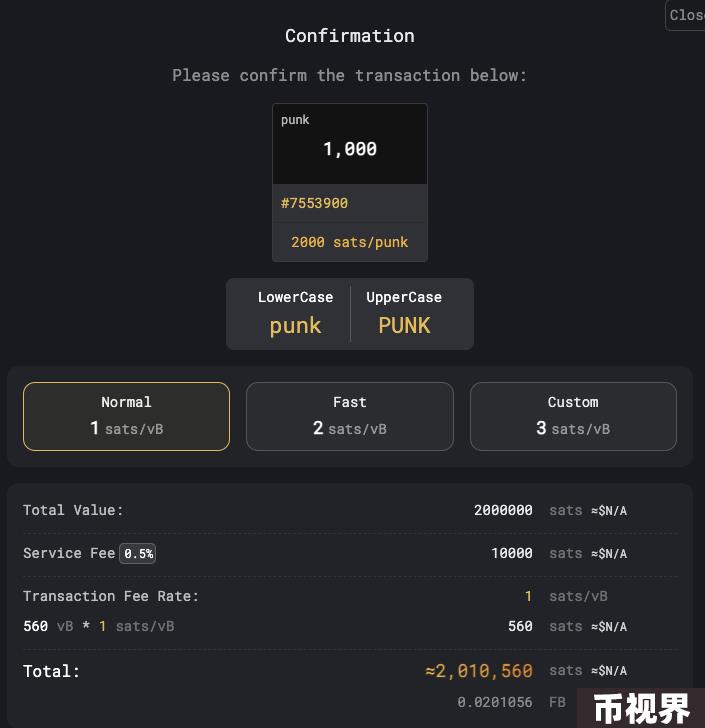 Close
Confirmation
Please confirm the transaction below:
punk
1,000
#7553900
2000 sats/punk
LowerCase UpperCase
punk PUNK
Normal Fast Custom
1 sats/vB 2 sats/vB 3 sats/vB
Total Value: 2000000 sats ≈$N/A
Service Fee 0.5% 10000 sats ≈$N/A
Transaction Fee Rate: 1 sats/vB
560 vB * 1 sats/vB 560 sats ≈$N/A
Total: ≈2,010,560 sats ≈$N/A
0.0201056 FB
币视界